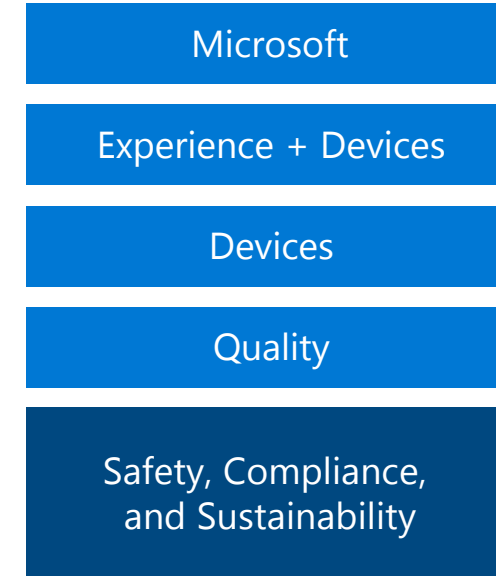 Microsoft
Experience + Devices
Devices
Quality
Safety, Compliance,
and Sustainability